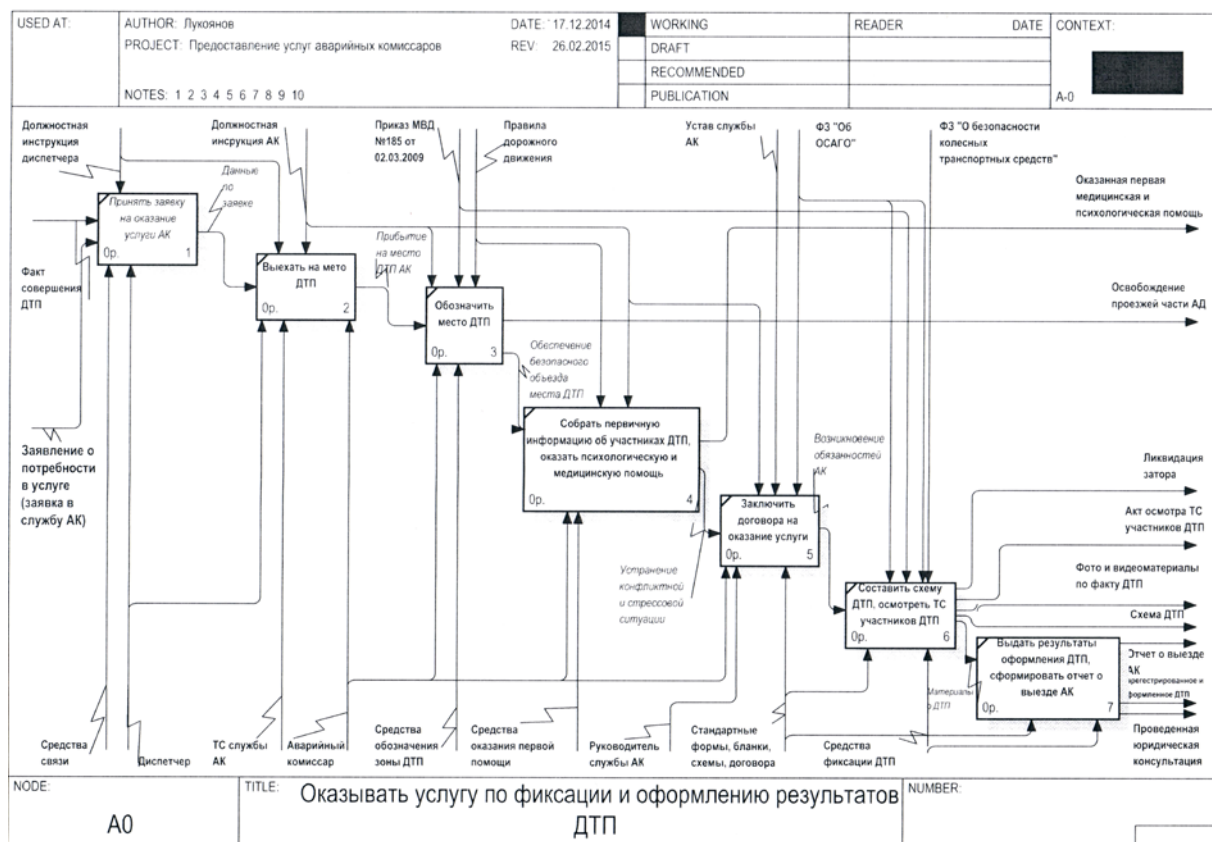 USED AT:
AUTHOR: Лукоянов
DATE: 17.12.2014
PROJECT: Предоставление услуг аварийных комиссаров
REV: 26.02.2015
NOTES: 1 2 3 4 5 6 7 8 9 10
WORKING
DRAFT
RECOMMENDED
PUBLICATION
READER
DATE
CONTEXT:
A-0
Должностная
инструкция
диспетчера
Должностная
инсрукция АК
Приказ МВД
№185 от
02.03.2009
Правила
дорожного
движения
Устав службы
АК
ФЗ "Об
ОСАГО"
ФЗ "О безопасности
колесных
транспортных средств"
Данные
по
заявке
Принять заявку
на оказание
услуги АК
0р. 1
Оказанная первая
медицинская и
психологическая помощь
Прибытие
на место
ДТП АК
Выехать на мето
ДТП
0р. 2
Факт
совершения
ДТП
Освобождение
проезжей части АД
Обозначить
место ДТП
0р. 3
Обеспечение
безопасного
объезда
места ДТП
Собрать первичную
информацию об участниках ДТП,
оказать психологическую и
медицинскую помощь
0р. 4
Заявление о
потребности
в услуге
(заявка в
службу АК)
Возникновение
обязанностей
АК
Ликвидация
затора
Заключить
договора на
оказание услуги
0р. 5
Акт осмотра ТС
участников ДТП
Устранение
конфликтной
и стрессовой
ситуации
Фото и видеоматериалы
по факту ДТП
Составить схему
ДТП, осмотреть ТС
участников ДТП
0р. 6
Схема ДТП
Выдать результаты
оформления ДТП,
сформировать отчет о
выезде АК
0р. 7
Отчет о выезде
АК
Материалы
ДТП
Средства
связи
Диспетчер
ТС службы
АК
Аварийный
комиссар
Средства
обозначения
зоны ДТП
Средства
оказания первой
помощи
Руководитель
службы АК
Стандартные
формы, бланки,
схемы, договора
Средства
фиксации ДТП
Проведенная
юридическая
консультация
NODE:
A0
TITLE:
Оказывать услугу по фиксации и оформлению результатов
ДТП
NUMBER: